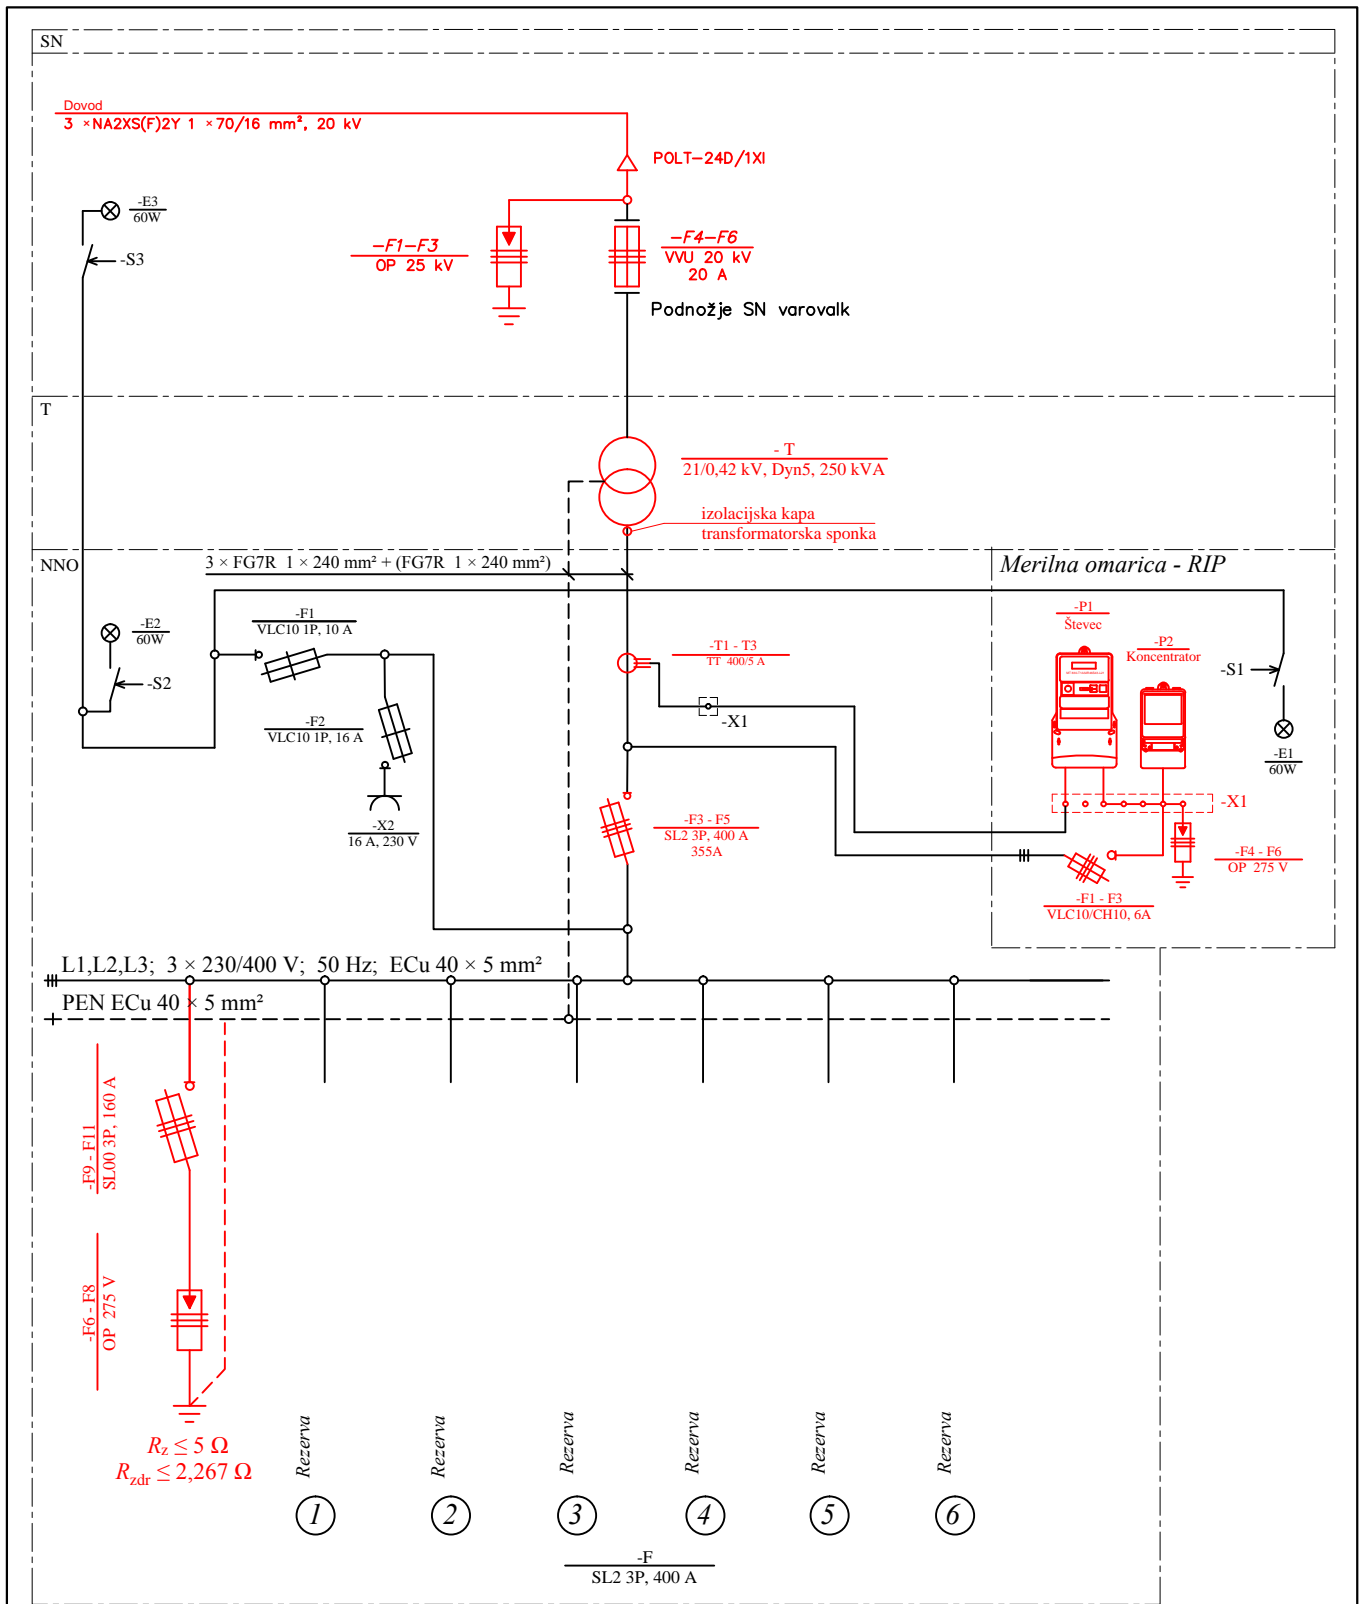 SN
Dovod
3 ×NA2XS(F)2Y 1 ×70/16 mm², 20 kV
POLT-24D/1XI
-E3
60W
-S3
-F1-F3
OP 25 kV
-F4-F6
VVU 20 kV
20 A
Podnožje SN varovalk
T
- T
21/0,42 kV, Dyn5, 250 kVA
izolacijska kapa
transformatorska sponka
NNO
3 × FG7R 1 × 240 mm² + (FG7R 1 × 240 mm²)
Merilna omarica - RIP
-E2
60W
-S2
-F1
VLC10 1P, 10 A
-F2
VLC10 1P, 16 A
-X2
16 A, 230 V
-T1 - T3
TT 400/5 A
-X1
-F3 - F5
SL2 3P, 400 A
355A
-P1
Števec
-P2
Koncentrator
-S1
-E1
60W
-X1
-F4 - F6
OP 275 V
-F1 - F3
VLC10/CH10, 6A
L1,L2,L3; 3 × 230/400 V; 50 Hz; ECu 40 × 5 mm²
PEN ECu 40 × 5 mm²
-F9 - F11
SL00 3P, 160 A
-F6 - F8
OP 275 V
Rz ≤ 5 Ω
Rzdr ≤ 2,267 Ω
Rezerva
Rezerva
Rezerva
Rezerva
Rezerva
Rezerva
1
2
3
4
5
6
-F
SL2 3P, 400 A